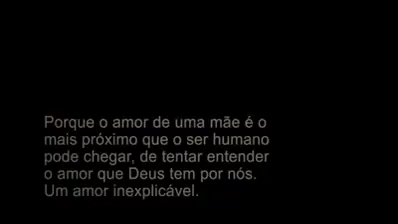 Porque o amor de uma mãe é o
mais próximo que o ser humano
pode chegar, de tentar entender
o amor que Deus tem por nós.
Um amor inexplicável.